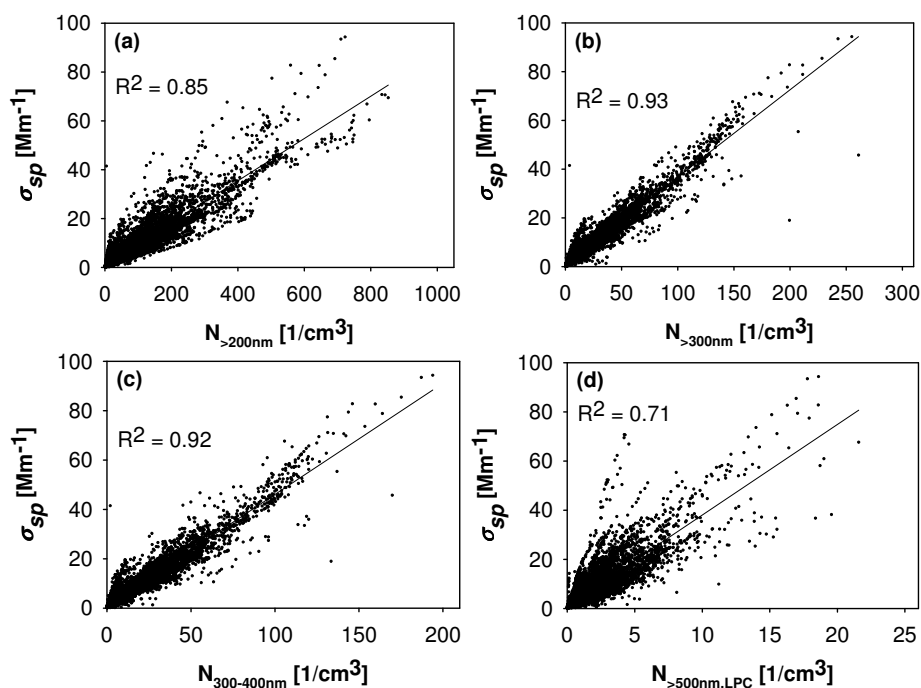 (a)
R² = 0.85
σsp [Mm⁻¹]
100
80
60
40
20
0
0 200 400 600 800 1000
N>200nm [1/cm³]
(b)
R² = 0.93
σsp [Mm⁻¹]
100
80
60
40
20
0
0 50 100 150 200 250 300
N>300nm [1/cm³]
(c)
R² = 0.92
σsp [Mm⁻¹]
100
80
60
40
20
0
0 50 100 150 200
N300-400nm [1/cm³]
(d)
R² = 0.71
σsp [Mm⁻¹]
100
80
60
40
20
0
0 5 10 15 20 25
N>500nm,LPC [1/cm³]